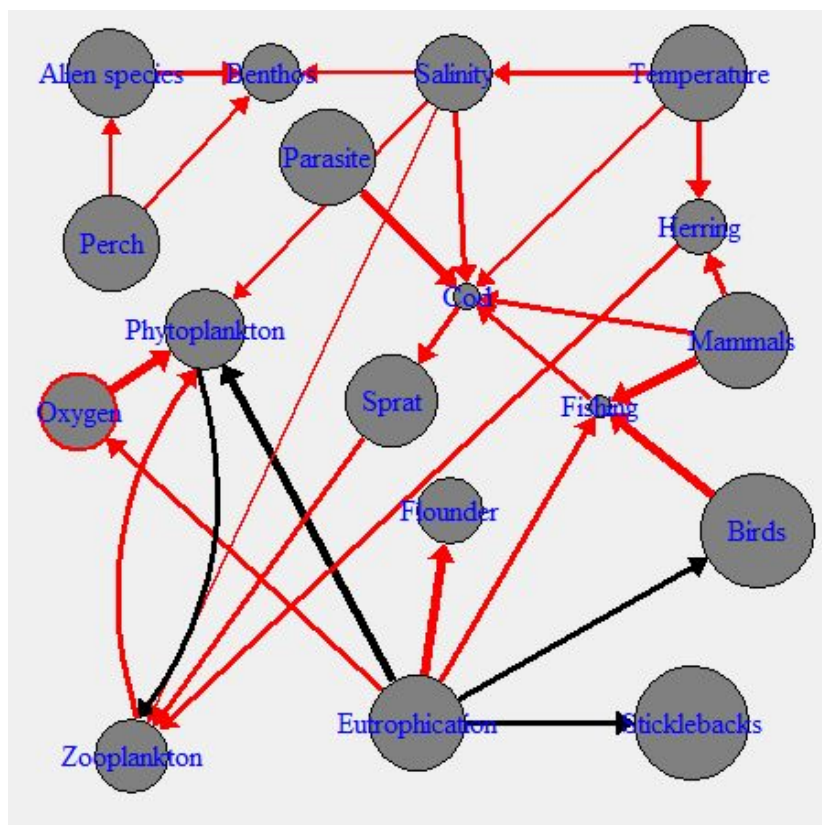 Alien species
Benthos
Salinity
Temperature
Parasite
Perch
Herring
Cod
Phytoplankton
Mammals
Oxygen
Sprat
Fishing
Flounder
Birds
Eutrophication
Sticklebacks
Zooplankton